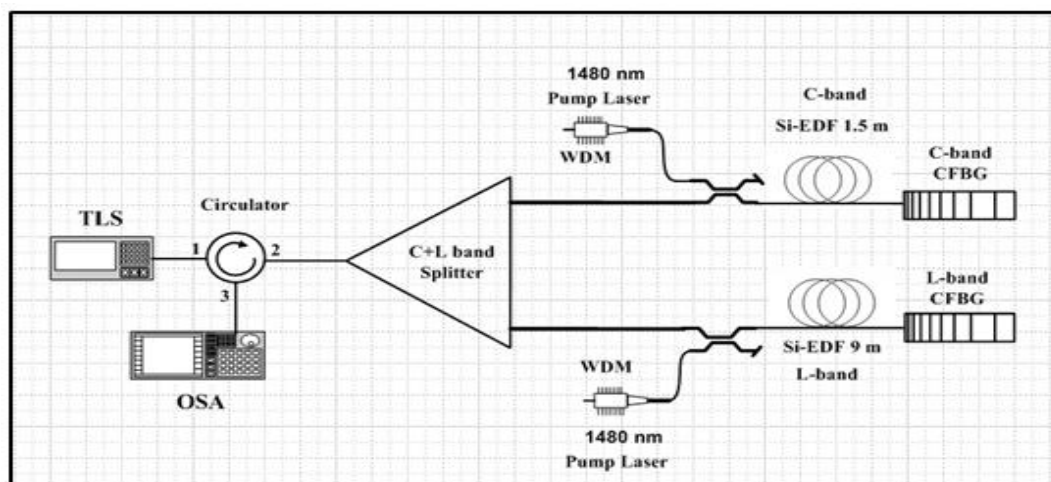 1480 nm
Pump Laser
WDM
C-band
Si-EDF 1.5 m
C-band
CFBG
TLS
Circulator
1
2
3
C+L band
Splitter
OSA
L-band
CFBG
Si-EDF 9 m
L-band
WDM
1480 nm
Pump Laser